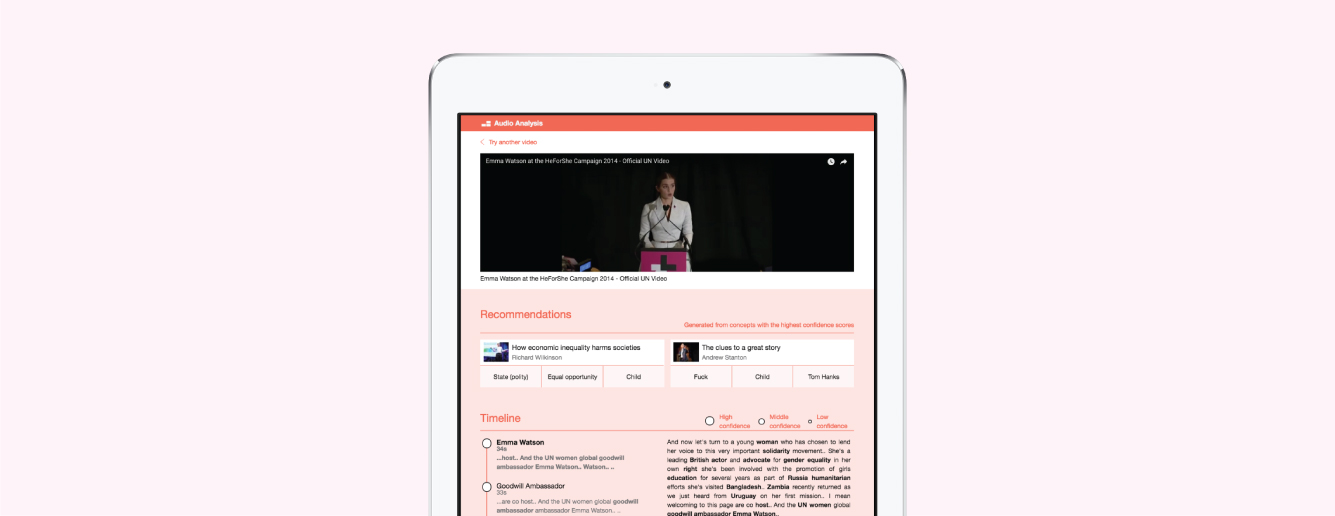 Audio Analysis
Try another video
Emma Watson at the HeForShe Campaign 2014 - Official UN Video
Emma Watson at the HeForShe Campaign 2014 - Official UN Video
Recommendations
Generated from concepts with the highest confidence scores
How economic inequality harms societies
Richard Wilkinson
State (polity) Equal opportunity Child
The clues to a great story
Andrew Stanton
Fuck Child Tom Hanks
Timeline
High confidence
Middle confidence
Low confidence
Emma Watson
34s
...host.. And the UN women global goodwill
ambassador Emma Watson.. Watson.. ..
Goodwill Ambassador
33s
...are co host.. And the UN women global goodwill
ambassador ambassador Emma Watson.. ..
And now let's turn to a young woman who has chosen to lend
her voice to this very important solidarity movement.. She's a
leading British actor and advocate for gender equality in her
own right she's been involved with the promotion of girls
education for several years as part of Russia humanitarian
efforts she's visited Bangladesh.. Zambia recently returned as
we just heard from Uruguay on her first mission.. I mean
welcoming to this page are co host.. And the UN women global
goodwill ambassador Emma Watson..